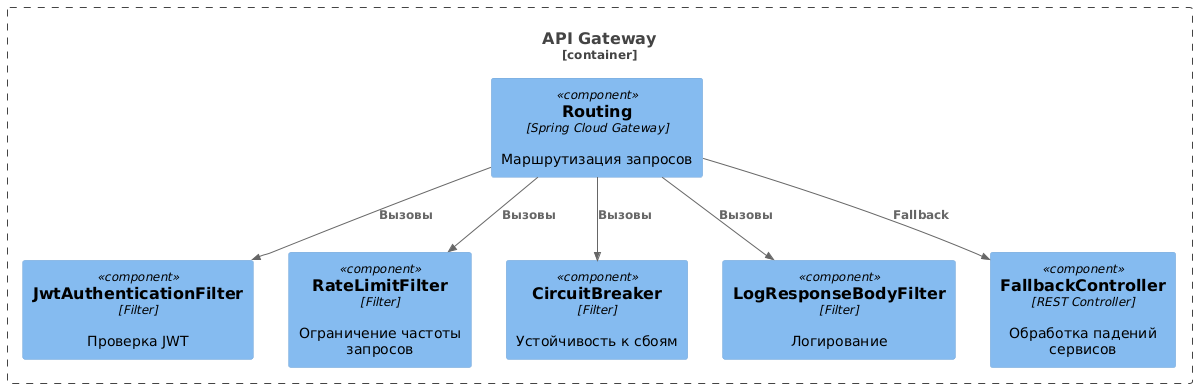 API Gateway
[container]
«component»
Routing
[Spring Cloud Gateway]
Маршрутизация запросов
Вызовы
Вызовы
Вызовы
Вызовы
Fallback
«component»
JwtAuthenticationFilter
[Filter]
Проверка JWT
«component»
RateLimitFilter
[Filter]
Ограничение частоты
запросов
«component»
CircuitBreaker
[Filter]
Устойчивость к сбоям
«component»
LogResponseBodyFilter
[Filter]
Логирование
«component»
FallbackController
[REST Controller]
Обработка падений
сервисов